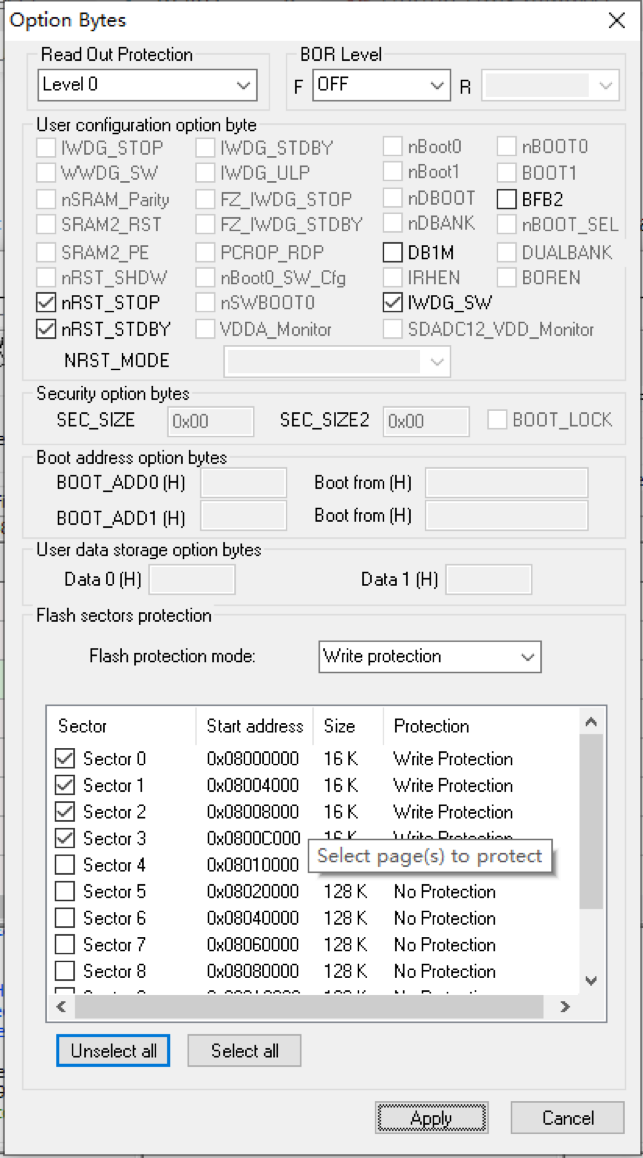 Option Bytes
Read Out Protection
BOR Level
Level 0
F OFF R
User configuration option byte
IWDG_STOP IWDG_STDBY nBoot0 nBOOT0
WWDG_SW IWDG_ULP nBoot1 BOOT1
nSRAM_Parity FZ_IWDG_STOP nDBOOT BFB2
SRAM2_RST FZ_IWDG_STDBY nDBANK nBOOT_SEL
SRAM2_PE PCROP_RDP DB1M DUALBANK
nRST_SHDW nBoot0_SW_Cfg IRHEN BOREN
nRST_STOP nSWBOOT0 IWDG_SW
nRST_STDBY VDDA_Monitor SDADC12_VDD_Monitor
NRST_MODE
Security option bytes
SEC_SIZE 0x00 SEC_SIZE2 0x00 BOOT_LOCK
Boot address option bytes
BOOT_ADD0 (H) Boot from (H)
BOOT_ADD1 (H) Boot from (H)
User data storage option bytes
Data 0 (H) Data 1 (H)
Flash sectors protection
Flash protection mode: Write protection
Sector Start address Size Protection
Sector 0 0x08000000 16 K Write Protection
Sector 1 0x08004000 16 K Write Protection
Sector 2 0x08008000 16 K Write Protection
Sector 3 0x0800C000 16 K Write Protection
Sector 4 0x08010000
Select page(s) to protect
Sector 5 0x08020000 128 K No Protection
Sector 6 0x08040000 128 K No Protection
Sector 7 0x08060000 128 K No Protection
Sector 8 0x08080000 128 K No Protection
Unselect all Select all
Apply Cancel